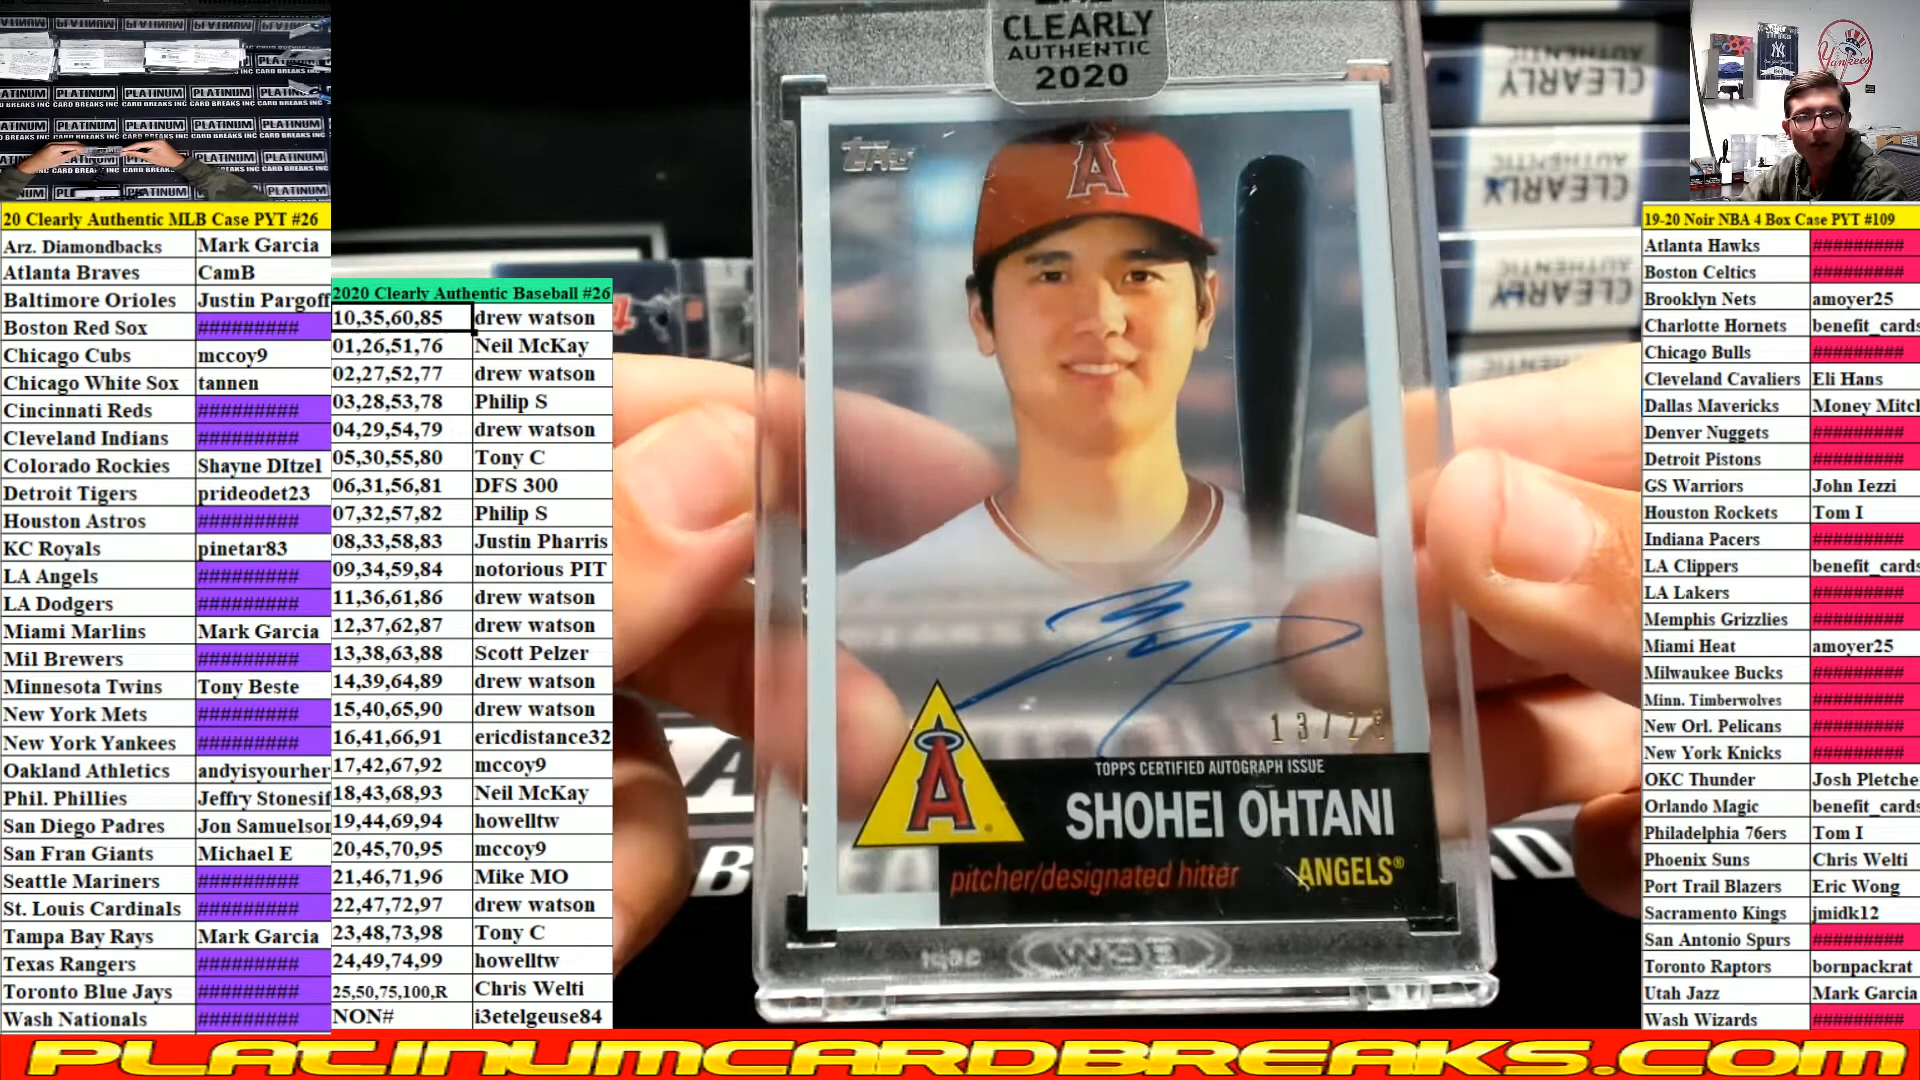 20 Clearly Authentic MLB Case PYT #26
Arz. Diamondbacks Mark Garcia
Atlanta Braves CamB
Baltimore Orioles Justin Pargoff
Boston Red Sox #########
Chicago Cubs mccoy9
Chicago White Sox tannen
Cincinnati Reds #########
Cleveland Indians #########
Colorado Rockies Shayne DItzel
Detroit Tigers prideodet23
Houston Astros #########
KC Royals pinetar83
LA Angels #########
LA Dodgers #########
Miami Marlins Mark Garcia
Mil Brewers #########
Minnesota Twins Tony Beste
New York Mets #########
New York Yankees #########
Oakland Athletics andyisyourher
Phil. Phillies Jeffry Stonesif
San Diego Padres Jon Samuelson
San Fran Giants Michael E
Seattle Mariners #########
St. Louis Cardinals #########
Tampa Bay Rays Mark Garcia
Texas Rangers #########
Toronto Blue Jays #########
Wash Nationals #########
2020 Clearly Authentic Baseball #26
10,35,60,85 drew watson
01,26,51,76 Neil McKay
02,27,52,77 drew watson
03,28,53,78 Philip S
04,29,54,79 drew watson
05,30,55,80 Tony C
06,31,56,81 DFS 300
07,32,57,82 Philip S
08,33,58,83 Justin Pharris
09,34,59,84 notorious PIT
11,36,61,86 drew watson
12,37,62,87 drew watson
13,38,63,88 Scott Pelzer
14,39,64,89 drew watson
15,40,65,90 drew watson
16,41,66,91 ericdistance32
17,42,67,92 mccoy9
18,43,68,93 Neil McKay
19,44,69,94 howelltw
20,45,70,95 mccoy9
21,46,71,96 Mike MO
22,47,72,97 drew watson
23,48,73,98 Tony C
24,49,74,99 howelltw
25,50,75,100,R Chris Welti
NON# i3etelgeuse84
CLEARLY
AUTHENTIC
2020
Topps
A
TOPPS CERTIFIED AUTOGRAPH ISSUE
SHOHEI OHTANI
pitcher/designated hitter ANGELS®
Yankees
19-20 Noir NBA 4 Box Case PYT #109
Atlanta Hawks #########
Boston Celtics #########
Brooklyn Nets amoyer25
Charlotte Hornets benefit_cards
Chicago Bulls #########
Cleveland Cavaliers Eli Hans
Dallas Mavericks Money Mitcl
Denver Nuggets #########
Detroit Pistons #########
GS Warriors John Iezzi
Houston Rockets Tom I
Indiana Pacers #########
LA Clippers benefit_cards
LA Lakers #########
Memphis Grizzlies #########
Miami Heat amoyer25
Milwaukee Bucks #########
Minn. Timberwolves #########
New Orl. Pelicans #########
New York Knicks #########
OKC Thunder Josh Pletche
Orlando Magic benefit_cards
Philadelphia 76ers Tom I
Phoenix Suns Chris Welti
Port Trail Blazers Eric Wong
Sacramento Kings jmidk12
San Antonio Spurs #########
Toronto Raptors bornpackrat
Utah Jazz Mark Garcia
Wash Wizards #########
PLATINUMCARDBREAKS.COM